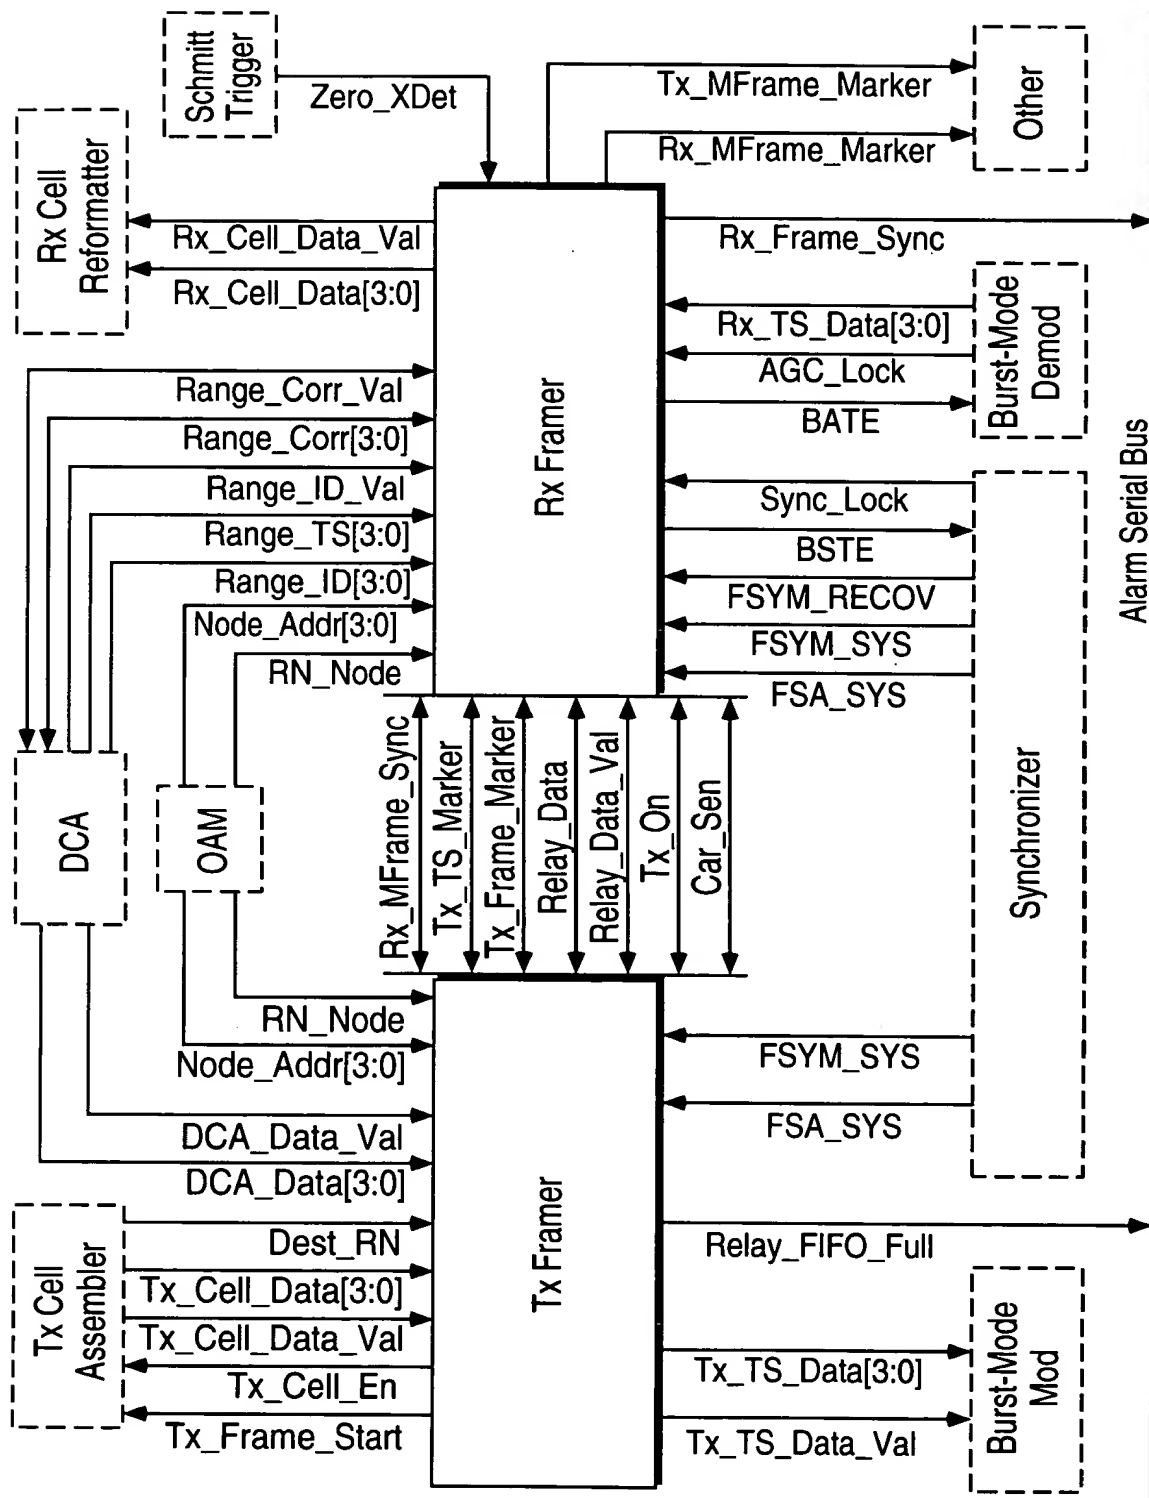 Schmitt
Trigger
Zero_XDet
Tx_MFrame_Marker
Rx_MFrame_Marker
Other
Rx Cell
Reformatter
Rx_Cell_Data_Val
Rx_Cell_Data[3:0]
Range_Corr_Val
Range_Corr[3:0]
Range_ID_Val
Range_TS[3:0]
Range_ID[3:0]
Node_Addr[3:0]
RN_Node
Rx Framer
Rx_Frame_Sync
Rx_TS_Data[3:0]
AGC_Lock
BATE
Burst-Mode
Demod
Sync_Lock
BSTE
FSYM_RECOV
FSYM_SYS
FSA_SYS
Alarm Serial Bus
DCA
OAM
Rx_MFrame_Sync
Tx_TS_Marker
Tx_Frame_Marker
Relay_Data
Relay_Data_Val
Tx_On
Car_Sen
Synchronizer
RN_Node
Node_Addr[3:0]
DCA_Data_Val
DCA_Data[3:0]
FSYM_SYS
FSA_SYS
Tx Cell
Assembler
Dest_RN
Tx_Cell_Data[3:0]
Tx_Cell_Data_Val
Tx_Cell_En
Tx_Frame_Start
Tx Framer
Relay_FIFO_Full
Tx_TS_Data[3:0]
Tx_TS_Data_Val
Burst-Mode
Mod